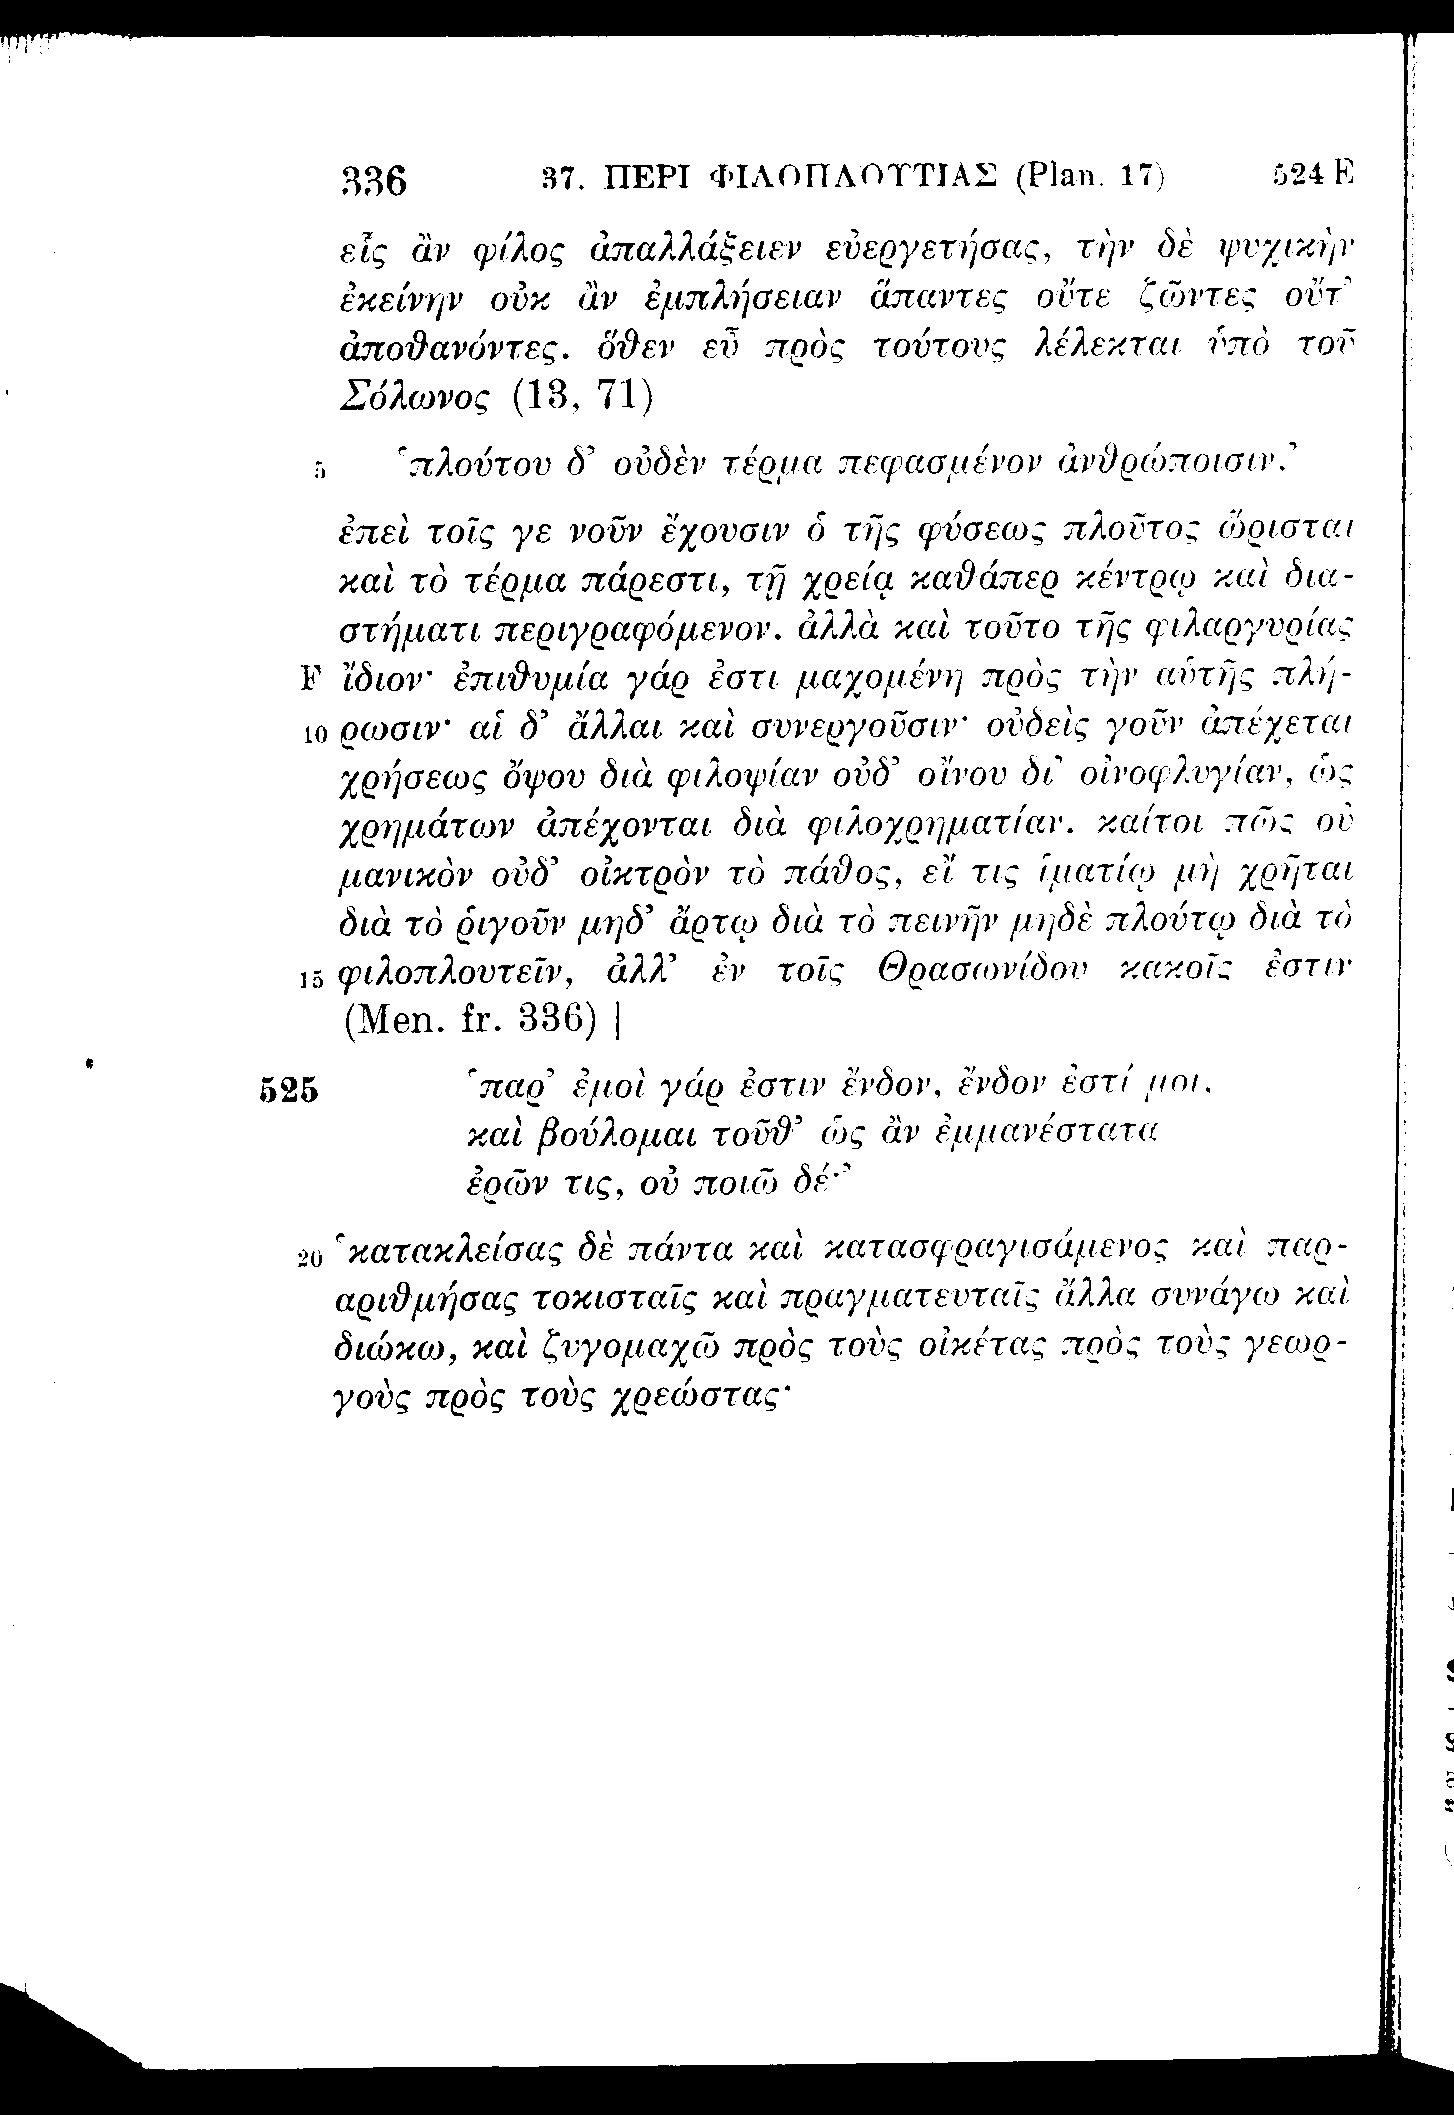 336 37. ΠΕΡΙ ΦΙΛΟΠΛΟΥΤΙΑΣ (Plan. 17) 524 E
εἷς ἂν φίλος ἀπαλλάξειεν εὐεργετήσας, τὴν δὲ ψυχικὴν
ἐκείνην οὐκ ἂν ἐμπλήσειαν ἅπαντες οὔτε ζῶντες οὔτ’
ἀποθανόντες. ὅθεν εὖ πρὸς τούτους λέλεκται ὑπὸ τοῦ
Σόλωνος (13, 71)
5 ‘πλούτου δ’ οὐδὲν τέρμα πεφασμένον ἀνθρώποισιν.’
ἐπεὶ τοῖς γε νοῦν ἔχουσιν ὁ τῆς φύσεως πλοῦτος ὥρισται
καὶ τὸ τέρμα πάρεστι, τῇ χρείᾳ καθάπερ κέντρῳ καὶ δια-
στήματι περιγραφόμενον. ἀλλὰ καὶ τοῦτο τῆς φιλαργυρίας
F ἴδιον· ἐπιθυμία γάρ ἐστι μαχομένη πρὸς τὴν αὑτῆς πλή-
10 ρωσιν· αἱ δ’ ἄλλαι καὶ συνεργοῦσιν· οὐδεὶς γοῦν ἀπέχεται
χρήσεως ὄψου διὰ φιλοψίαν οὐδ’ οἴνου δι’ οἰνοφλυγίαν, ὡς
χρημάτων ἀπέχονται διὰ φιλοχρηματίαν. καίτοι πῶς οὐ
μανικὸν οὐδ’ οἰκτρὸν τὸ πάθος, εἴ τις ἱματίῳ μὴ χρῆται
διὰ τὸ ῥιγοῦν μηδ’ ἄρτῳ διὰ τὸ πεινῆν μηδὲ πλούτῳ διὰ τὸ
15 φιλοπλουτεῖν, ἀλλ’ ἐν τοῖς Θρασωνίδου κακοῖς ἐστιν
(Men. fr. 336) |
525 ‘παρ’ ἐμοὶ γάρ ἐστιν ἔνδον, ἔνδον ἐστί μοι.
καὶ βούλομαι τοῦθ’ ὡς ἂν ἐμμανέστατα
ἐρῶν τις, οὐ ποιῶ δέ·’
20 ‘κατακλείσας δὲ πάντα καὶ κατασφραγισάμενος καὶ παρ-
αριθμήσας τοκισταῖς καὶ πραγματευταῖς ἄλλα συνάγω καὶ
διώκω, καὶ ζυγομαχῶ πρὸς τοὺς οἰκέτας πρὸς τοὺς γεωρ-
γοὺς πρὸς τοὺς χρεώστας·